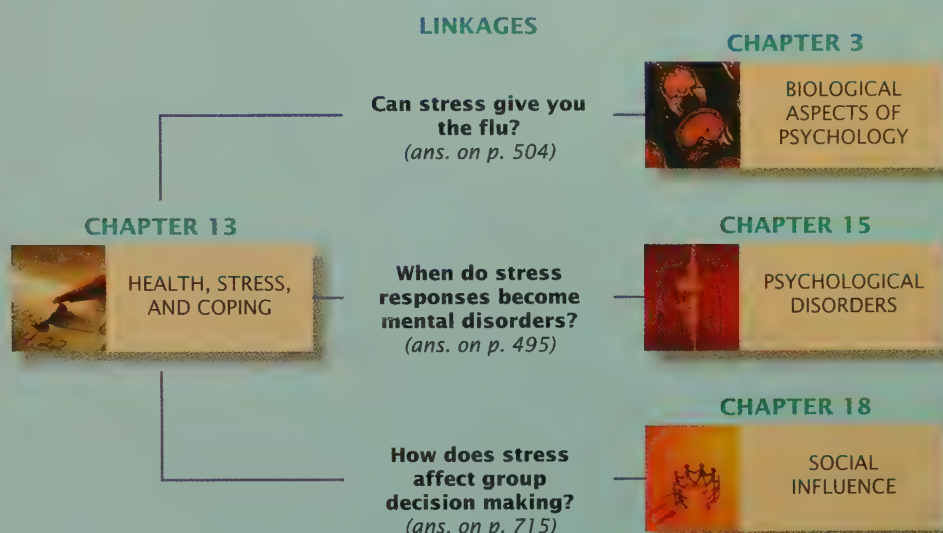 LINKAGES
CHAPTER 3
Can stress give you
the flu?
(ans. on p. 504)
BIOLOGICAL
ASPECTS OF
PSYCHOLOGY
CHAPTER 13
HEALTH, STRESS,
AND COPING
When do stress
responses become
mental disorders?
(ans. on p. 495)
CHAPTER 15
PSYCHOLOGICAL
DISORDERS
How does stress
affect group
decision making?
(ans. on p. 715)
CHAPTER 18
SOCIAL
INFLUENCE